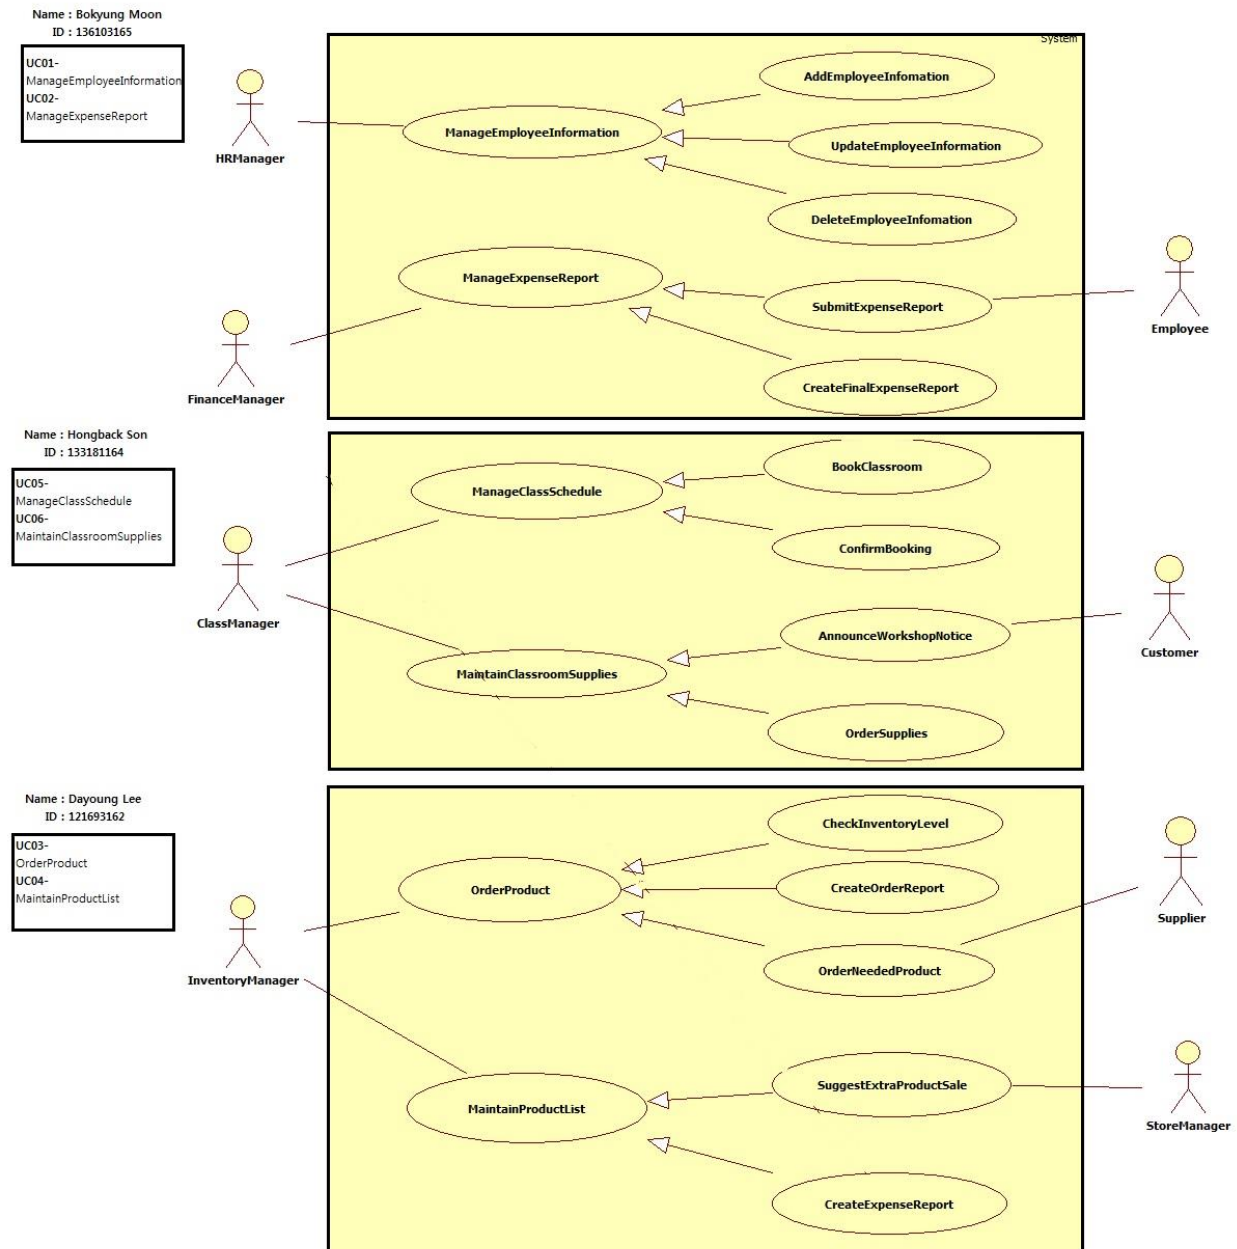 Name : Bokyung Moon
ID : 136103165
UC01-
ManageEmployeeInformation
UC02-
ManageExpenseReport
HRManager
System
AddEmployeeInfomation
ManageEmployeeInformation
UpdateEmployeeInformation
DeleteEmployeeInfomation
ManageExpenseReport
SubmitExpenseReport
Employee
FinanceManager
CreateFinalExpenseReport
Name : Hongback Son
ID : 133181164
UC05-
ManageClassSchedule
UC06-
MaintainClassroomSupplies
ClassManager
BookClassroom
ManageClassSchedule
ConfirmBooking
AnnounceWorkshopNotice
Customer
MaintainClassroomSupplies
OrderSupplies
Name : Dayoung Lee
ID : 121693162
UC03-
OrderProduct
UC04-
MaintainProductList
InventoryManager
CheckInventoryLevel
OrderProduct
CreateOrderReport
Supplier
OrderNeededProduct
SuggestExtraProductSale
MaintainProductList
StoreManager
CreateExpenseReport